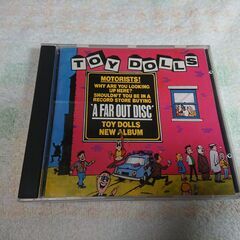 TOY DOLLS
MOTORISTS!
WHY ARE YOU LOOKING
UP HERE?
SHOULDN'T YOU BE IN A
RECORD STORE BUYING
'A FAR OUT DISC'
TOY DOLLS
NEW ALBUM